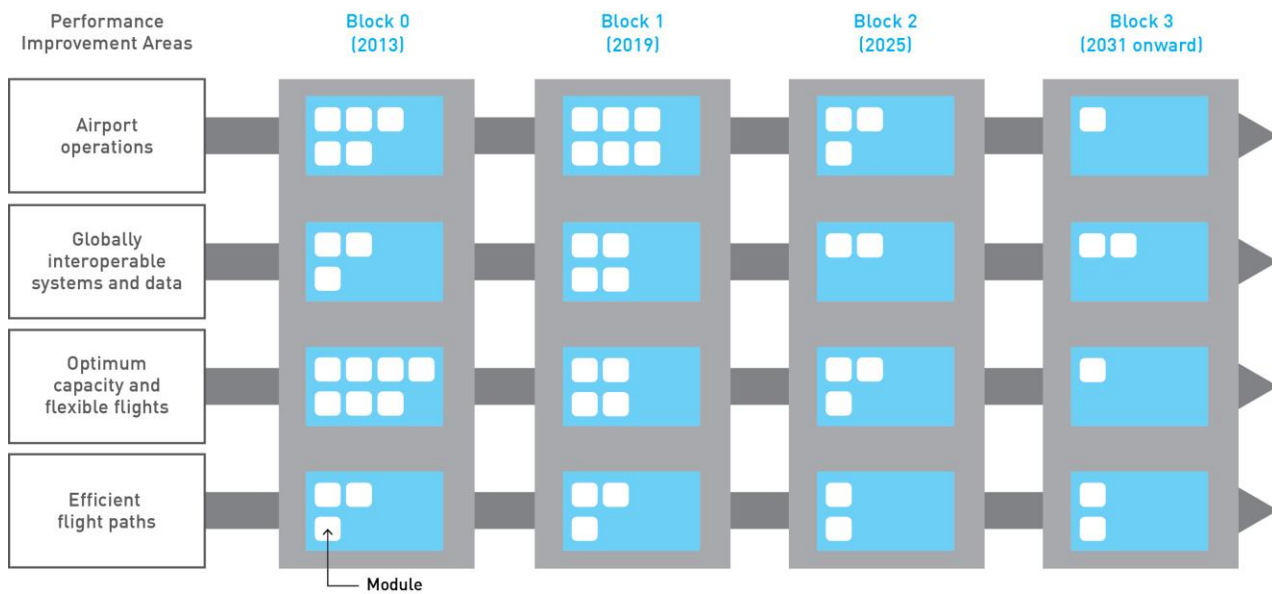 Performance
Improvement Areas
Block 0
(2013)
Block 1
(2019)
Block 2
(2025)
Block 3
(2031 onward)
Airport
operations
Globally
interoperable
systems and data
Optimum
capacity and
flexible flights
Efficient
flight paths
Module